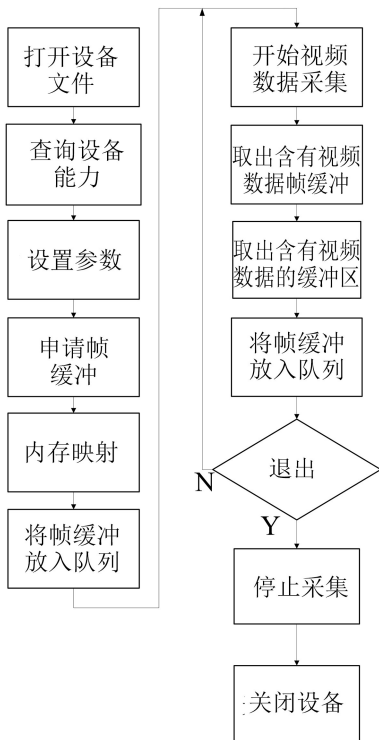 打开设备
文件
查询设备
能力
设置参数
申请帧
缓冲
内存映射
将帧缓冲
放入队列
开始视频
数据采集
取出含有视频
数据帧缓冲
取出含有视频
数据的缓冲区
将帧缓冲
放入队列
退出
N
Y
停止采集
关闭设备